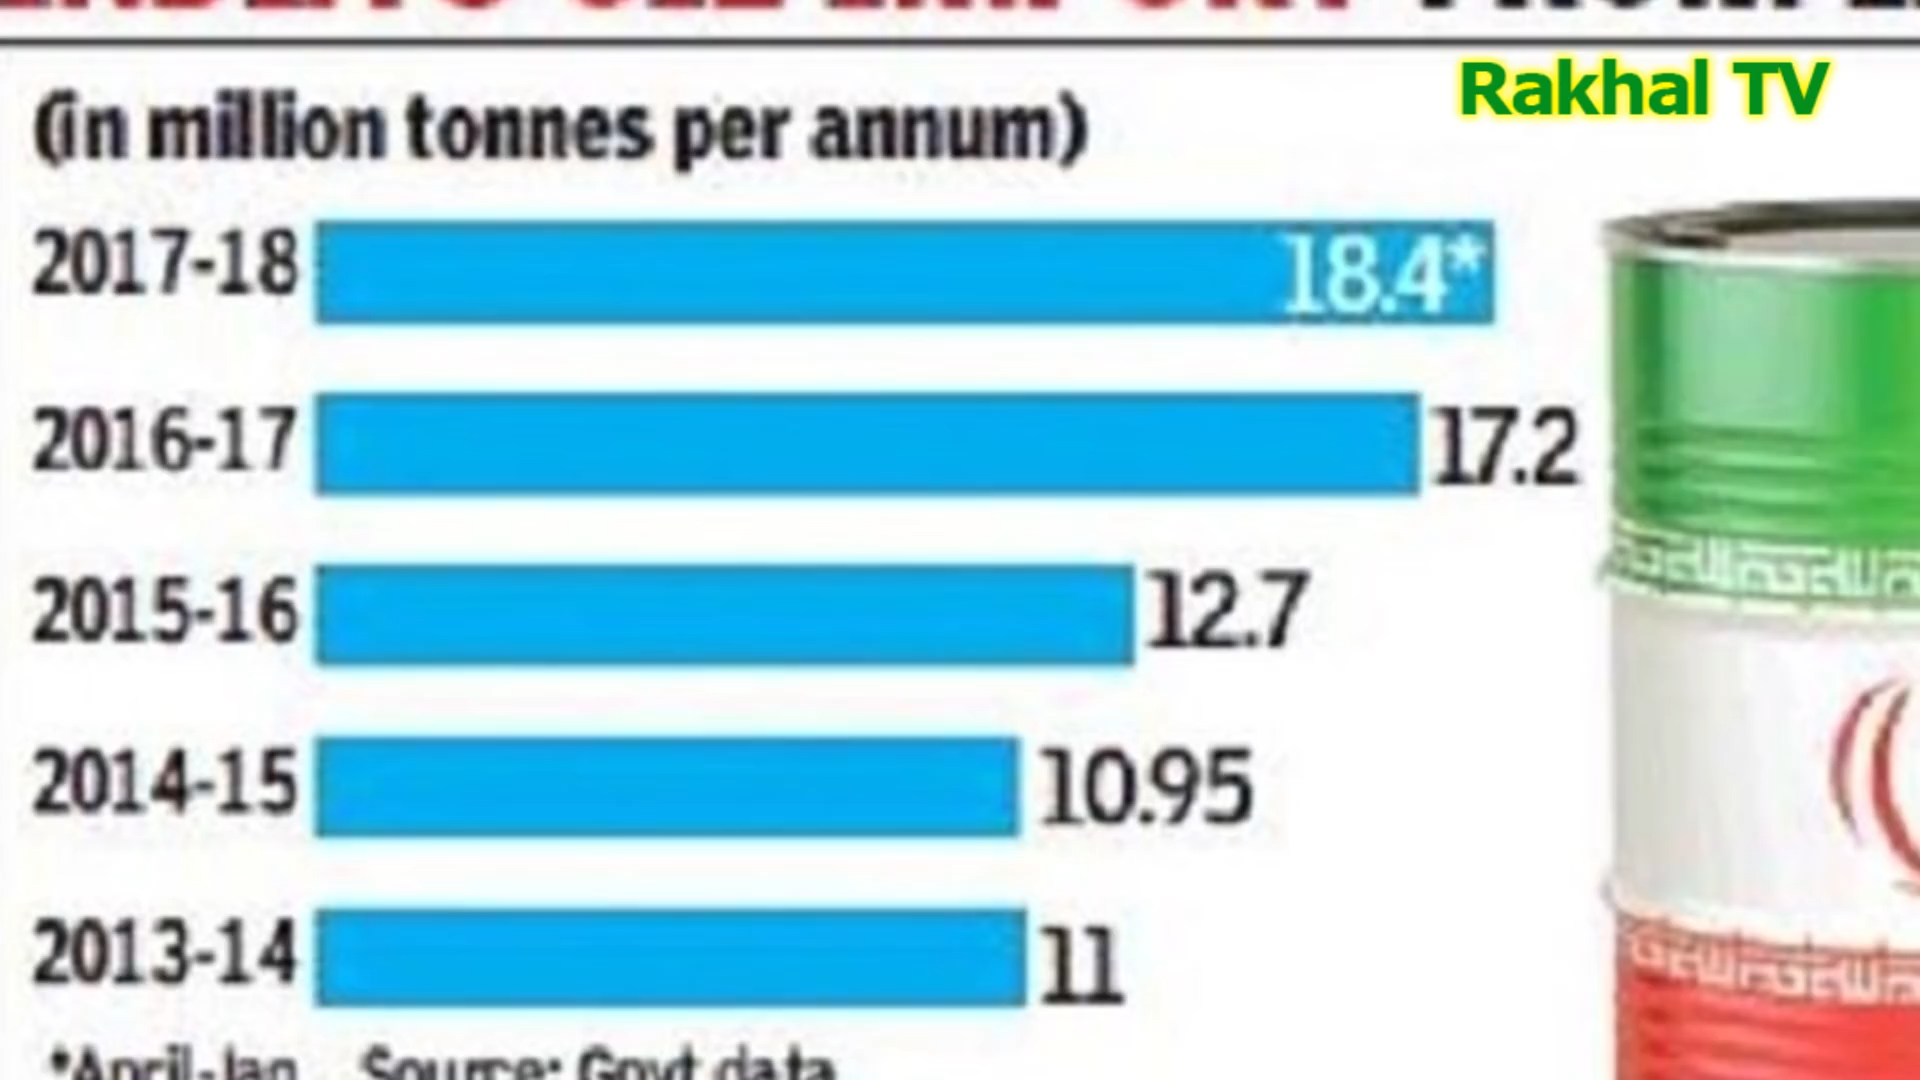 Rakhal TV
(in million tonnes per annum)
2017-18 18.4*
2016-17 17.2
2015-16 12.7
2014-15 10.95
2013-14 11
*April-Jan Source: Govt data